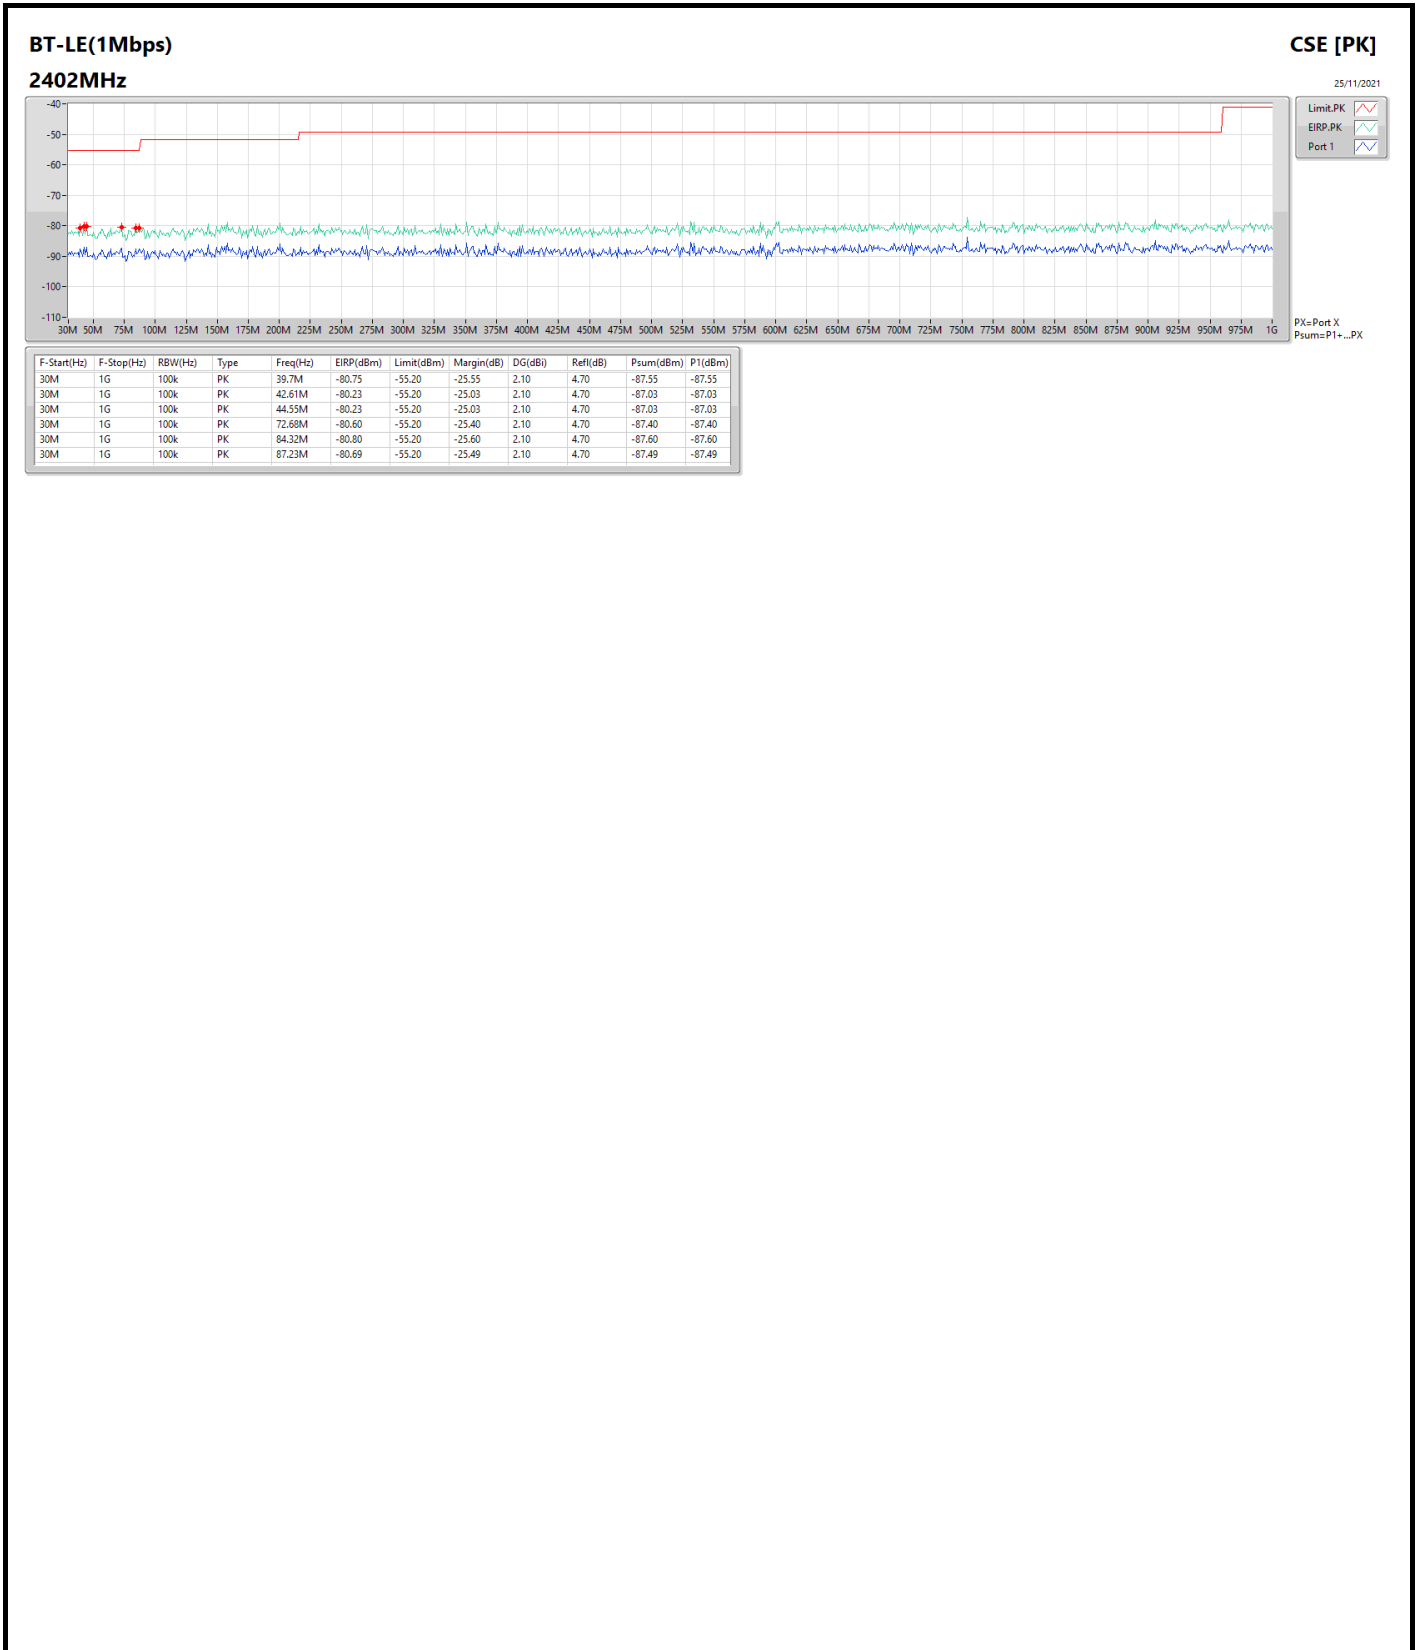 BT-LE(1Mbps)
CSE [PK]
2402MHz
25/11/2021
-40
-50
-60
-70
-80
-90
-100
-110
30M 50M 75M 100M 125M 150M 175M 200M 225M 250M 275M 300M 325M 350M 375M 400M 425M 450M 475M 500M 525M 550M 575M 600M 625M 650M 675M 700M 725M 750M 775M 800M 825M 850M 875M 900M 925M 950M 975M 1G
Limit.PK
EIRP.PK
Port 1
PX=Port X
Psum=P1+...PX
F-Start(Hz) F-Stop(Hz) RBW(Hz) Type Freq(Hz) EIRP(dBm) Limit(dBm) Margin(dB) DG(dBi) Refl(dB) Psum(dBm) P1(dBm)
30M 1G 100k PK 39.7M -80.75 -55.20 -25.55 2.10 4.70 -87.55 -87.55
30M 1G 100k PK 42.61M -80.23 -55.20 -25.03 2.10 4.70 -87.03 -87.03
30M 1G 100k PK 44.55M -80.23 -55.20 -25.03 2.10 4.70 -87.03 -87.03
30M 1G 100k PK 72.68M -80.60 -55.20 -25.40 2.10 4.70 -87.40 -87.40
30M 1G 100k PK 84.32M -80.80 -55.20 -25.60 2.10 4.70 -87.60 -87.60
30M 1G 100k PK 87.23M -80.69 -55.20 -25.49 2.10 4.70 -87.49 -87.49